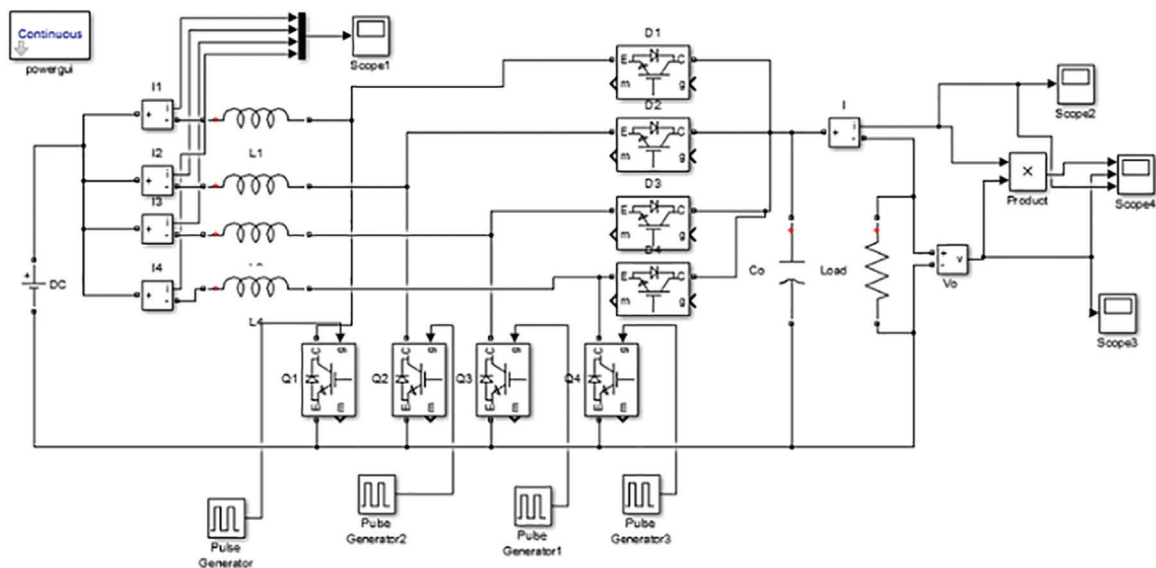 Continuous
powergui
Scope1
I1
I2
I3
I4
L1
L4
DC
D1
E
C
m
g
D2
E
C
m
g
D3
E
C
m
g
D4
E
C
m
g
I
i
Scope2
Product
Scope4
Co
Load
v
Vo
Scope3
Q1
C
g
E
Q2
C
g
E
Q3
C
g
E
Q4
C
g
E
Pulse
Generator
Pulse
Generator2
Pulse
Generator1
Pulse
Generator3